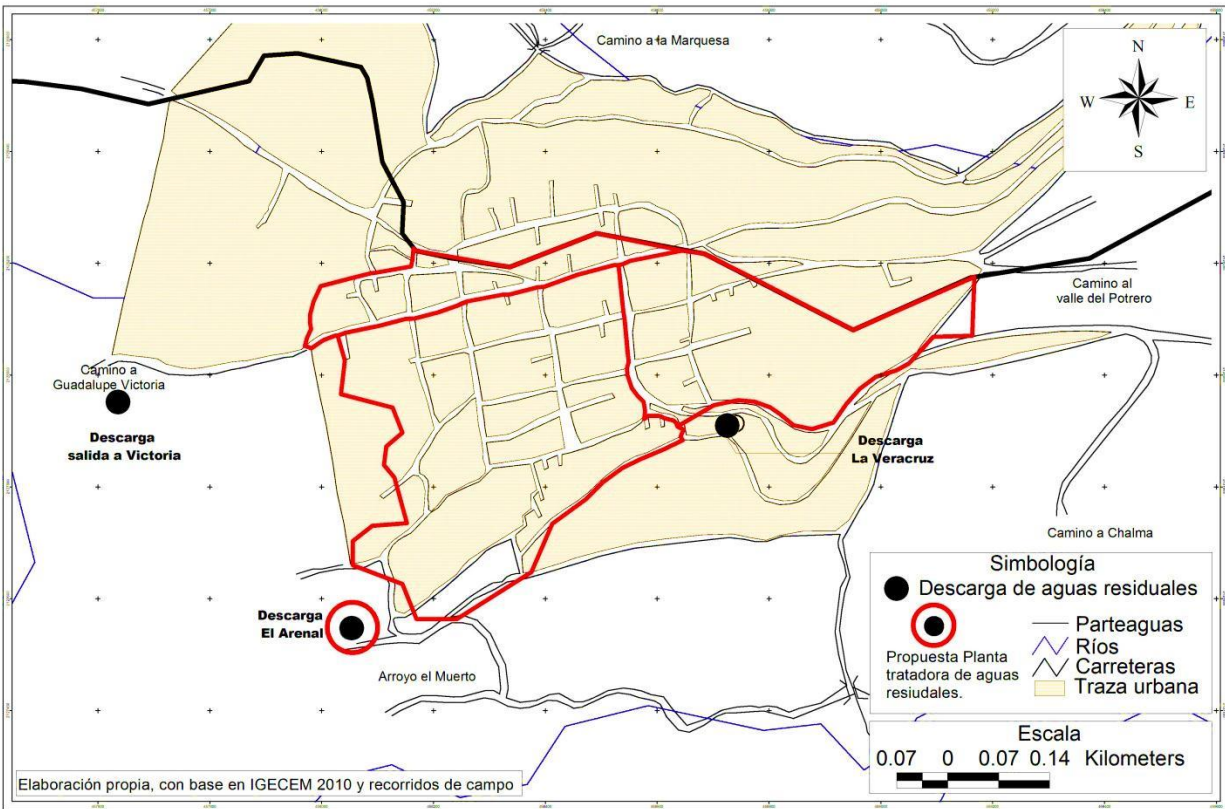 Camino a la Marquesa
N
W E
S
Camino al
valle del Potrero
Camino a
Guadalupe Victoria
Descarga
salida a Victoria
Descarga
La Veracruz
Camino a Chalma
Descarga
El Arenal
Arroyo el Muerto
Simbología
Descarga de aguas residuales
Propuesta Planta
tratadora de aguas
resiudales.
Parteaguas
Ríos
Carreteras
Traza urbana
Escala
0.07 0 0.07 0.14 Kilometers
Elaboración propia, con base en IGECEM 2010 y recorridos de campo